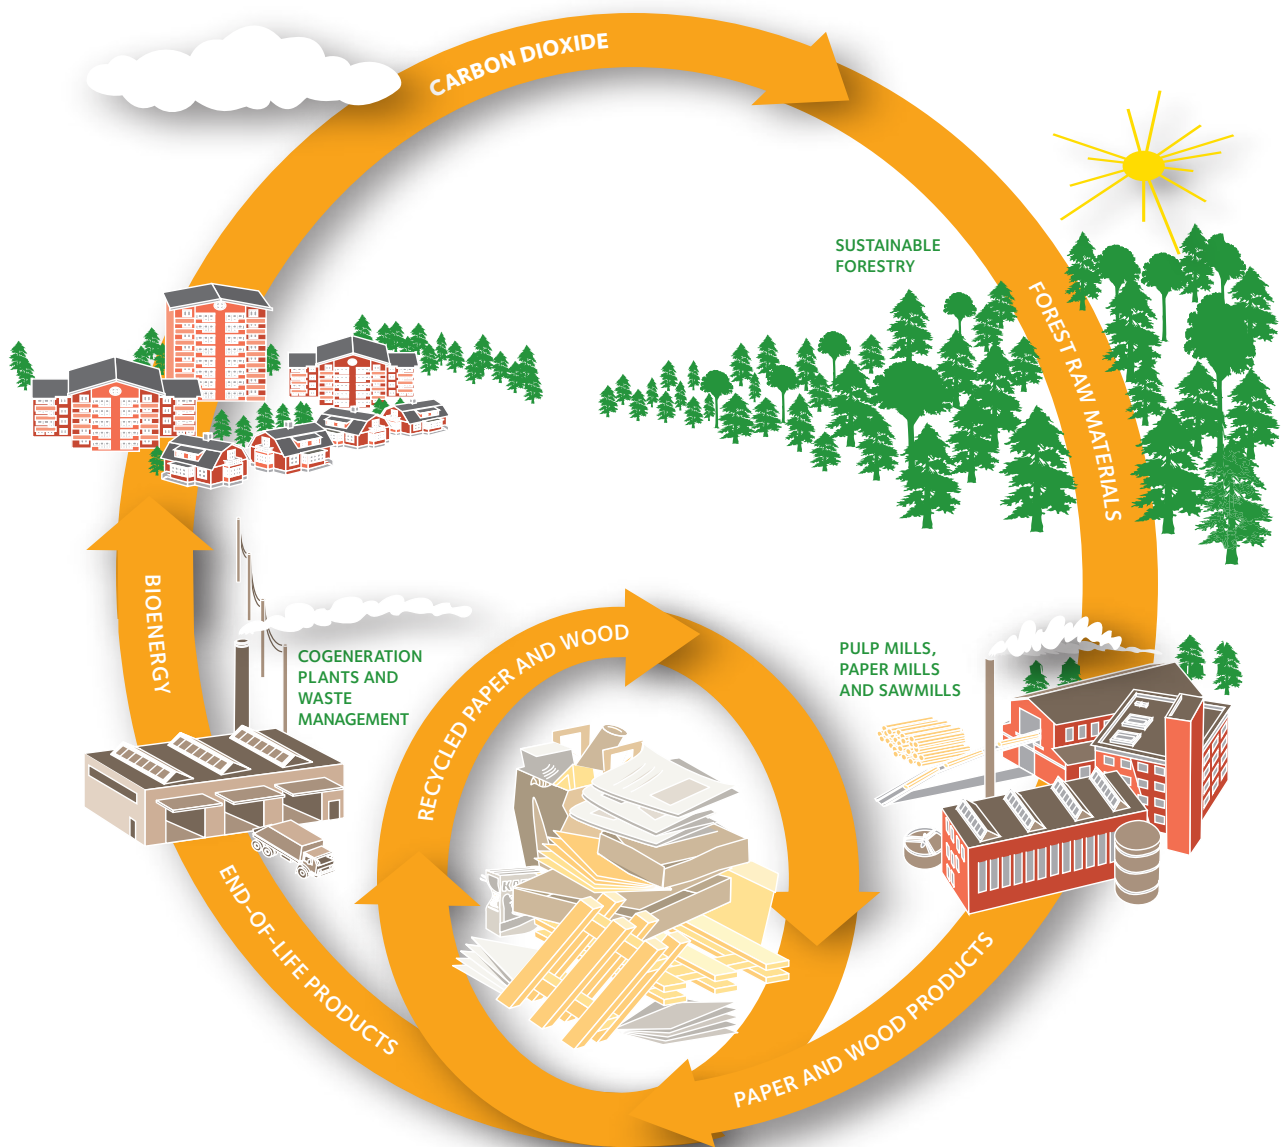 CARBON DIOXIDE
SUSTAINABLE
FORESTRY
FOREST RAW MATERIALS
BIOENERGY
COGENERATION
PLANTS AND
WASTE
MANAGEMENT
RECYCLED PAPER AND WOOD
PULP MILLS,
PAPER MILLS
AND SAWMILLS
END-OF-LIFE PRODUCTS
PAPER AND WOOD PRODUCTS